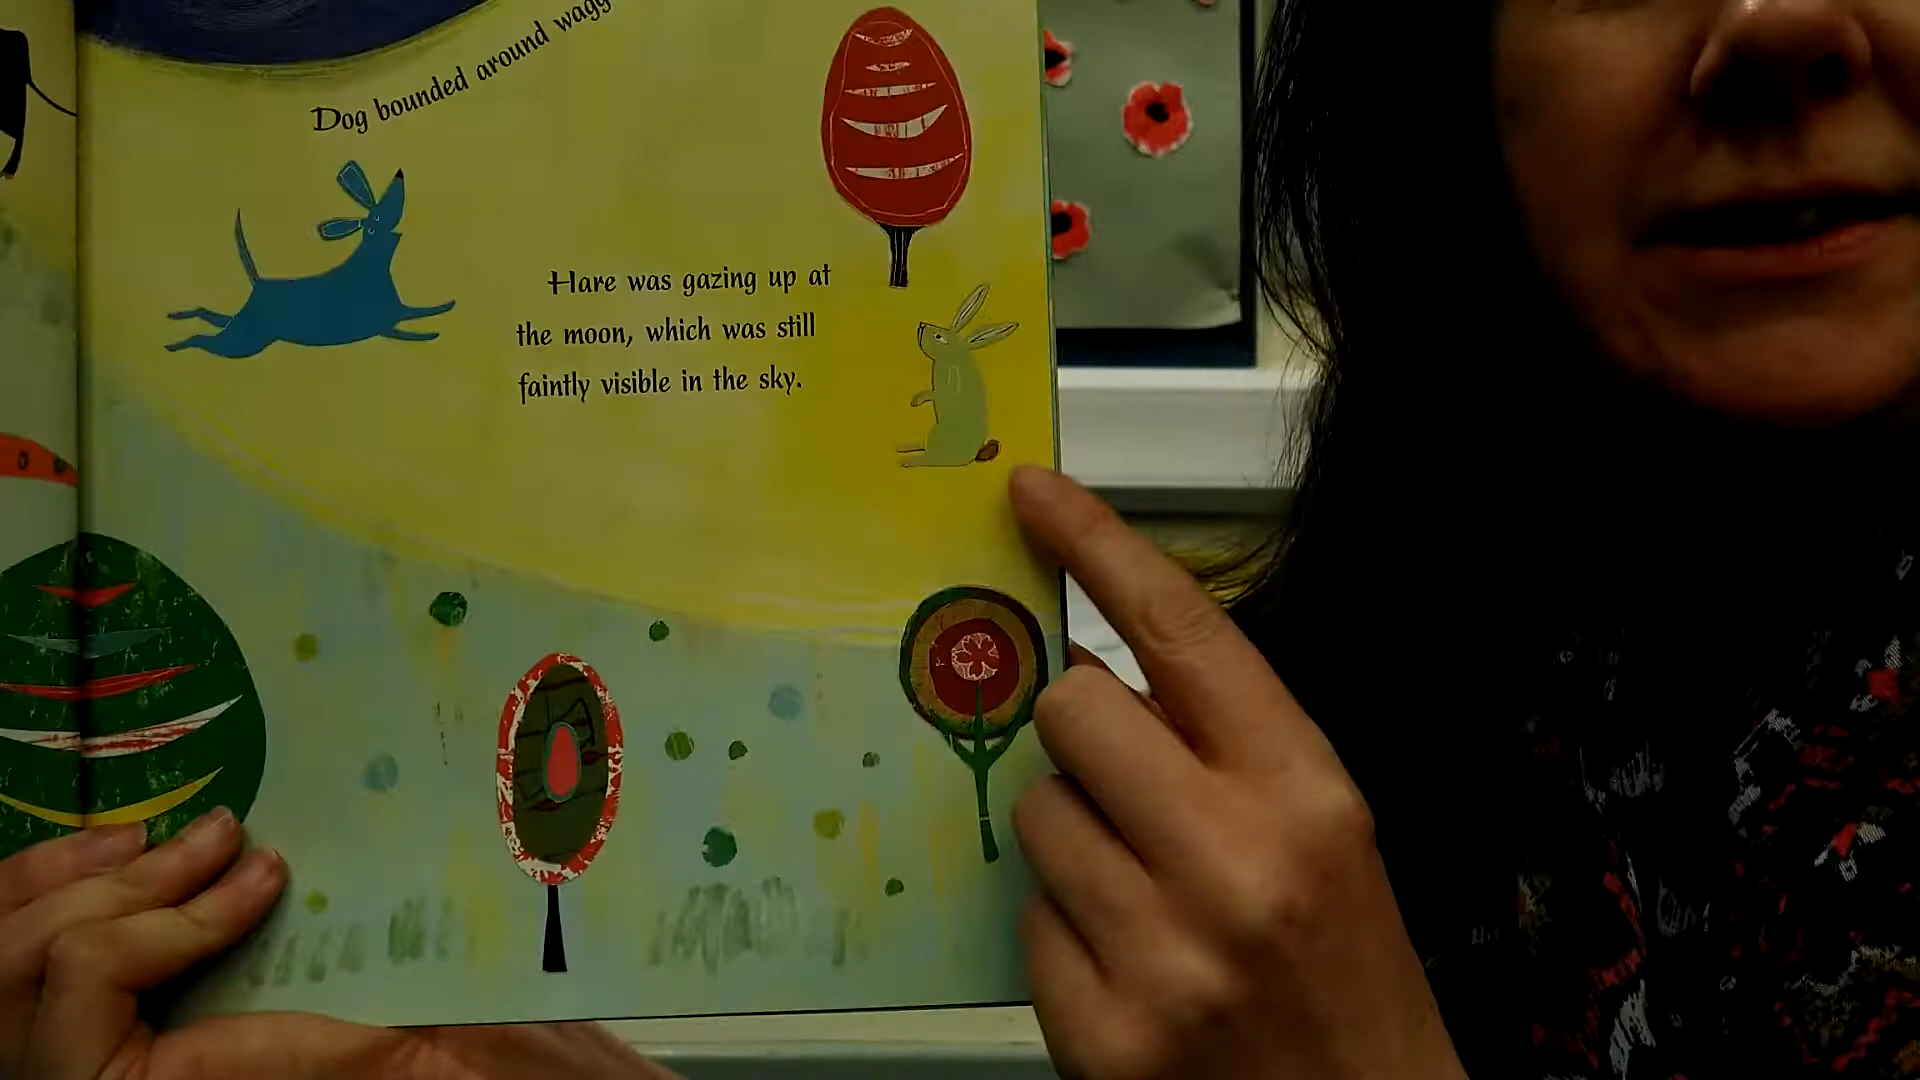 Dog bounded around
Hare was gazing up at
the moon, which was still
faintly visible in the sky.